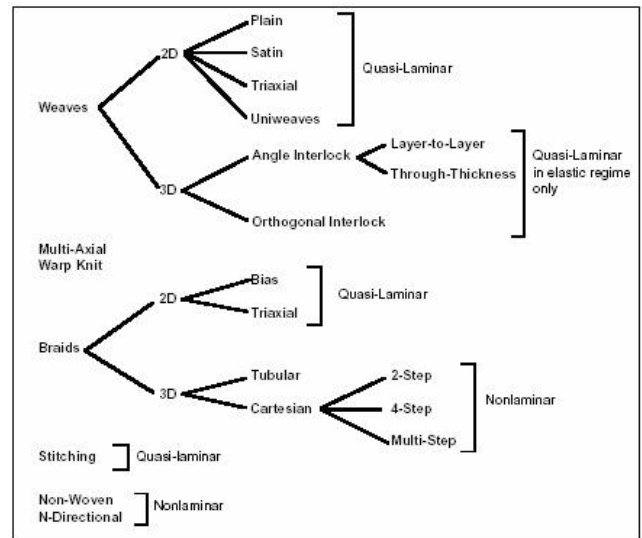 Plain
2D
Satin
Quasi-Laminar
Triaxial
Weaves
Uniweaves
Angle Interlock
Layer-to-Layer
Through-Thickness
Quasi-Laminar
in elastic regime
only
3D
Orthogonal Interlock
Multi-Axial
Warp Knit
2D
Bias
Quasi-Laminar
Triaxial
Braids
3D
Tubular
Cartesian
2-Step
4-Step
Multi-Step
Nonlaminar
Stitching
Quasi-laminar
Non-Woven
N-Directional
Nonlaminar